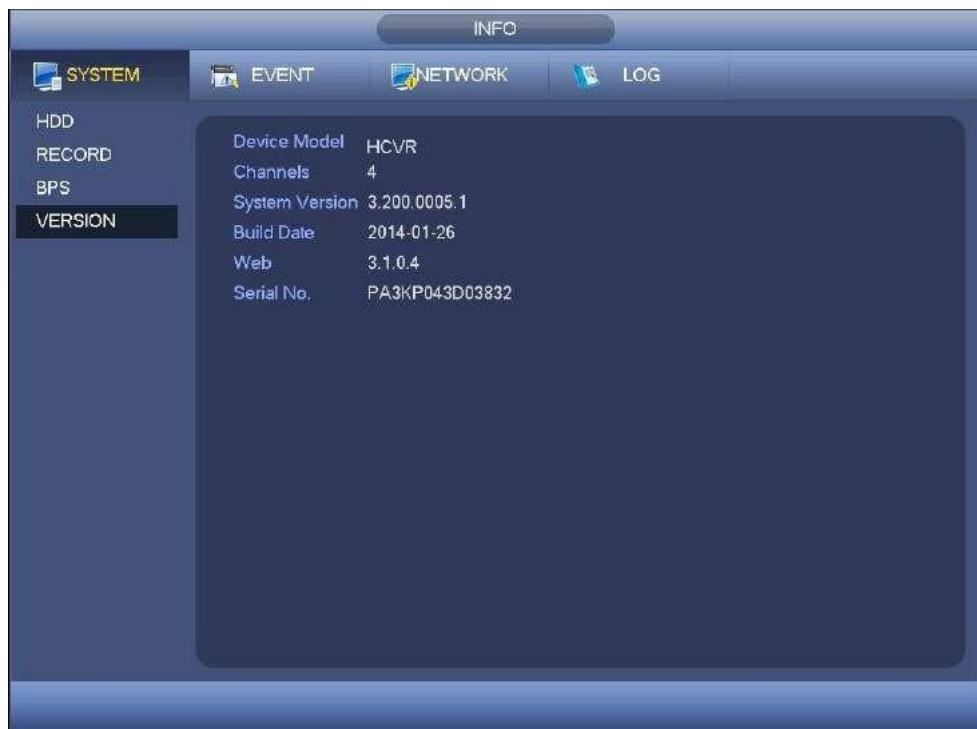 INFO
SYSTEM EVENT NETWORK LOG
HDD
RECORD
BPS
VERSION
Device Model HCVR
Channels 4
System Version 3.200.0005.1
Build Date 2014-01-26
Web 3.1.0.4
Serial No. PA3KP043D03832